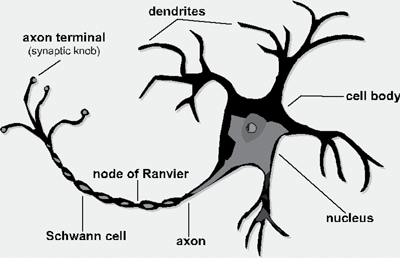 dendrites
axon terminal
(synaptic knob)
cell body
node of Ranvier
nucleus
Schwann cell
axon